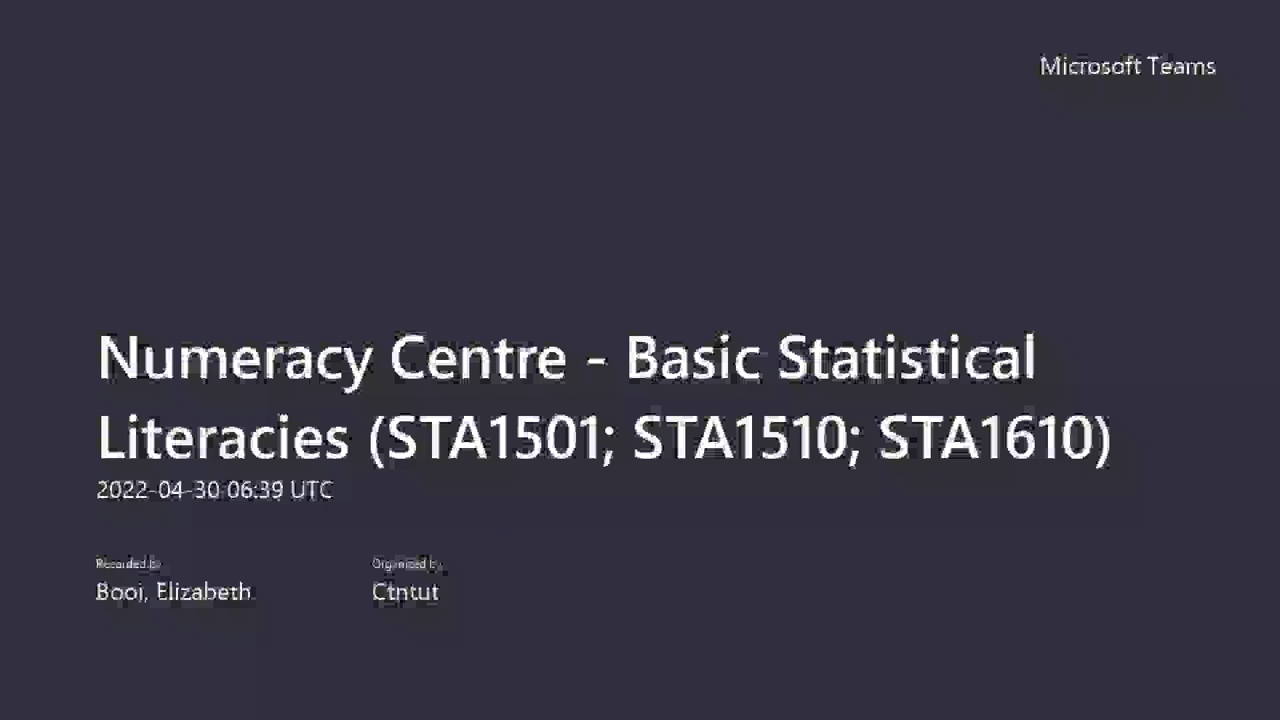 Microsoft Teams
Numeracy Centre - Basic Statistical
Literacies (STA1501; STA1510; STA1610)
2022-04-30 06:39 UTC
Recorded by
Organized by
Booi, Elizabeth
Ctntut